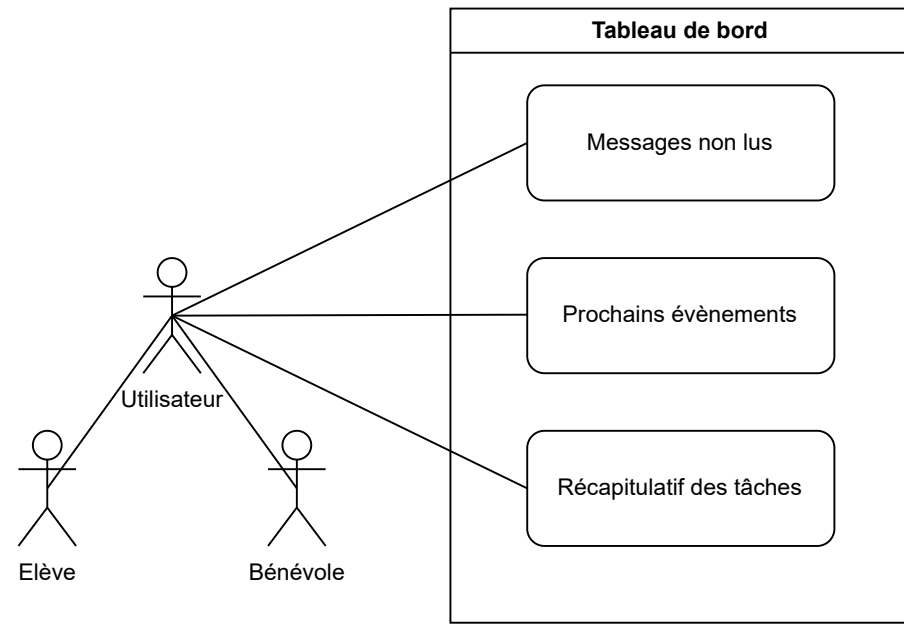 Tableau de bord
Messages non lus
Prochains évènements
Utilisateur
Récapitulatif des tâches
Elève
Bénévole